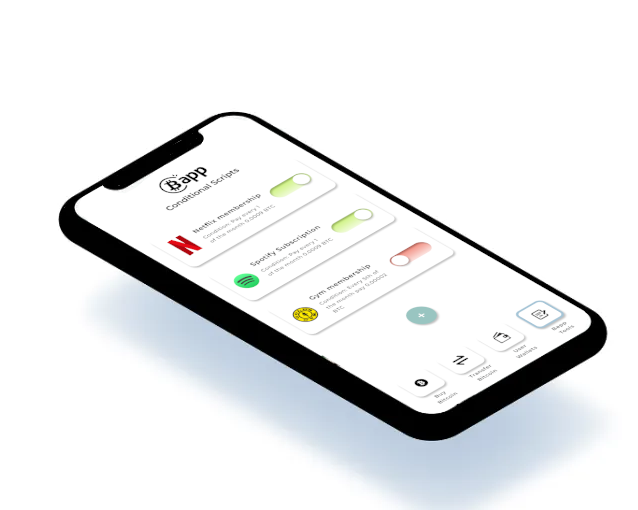 Bapp
Conditional Scripts
Netflix membership
Condition: Pay every 1
of the month 0.0009 BTC
Spotify Subscription
Condition: Pay every 1
of the month 0.0009 BTC
Gym membership
Condition: Every 5th of
the month pay 0.00002
BTC
+
Buy
Bitcoin
Transfer
Bitcoin
User
Wallets
Bapp
Tools